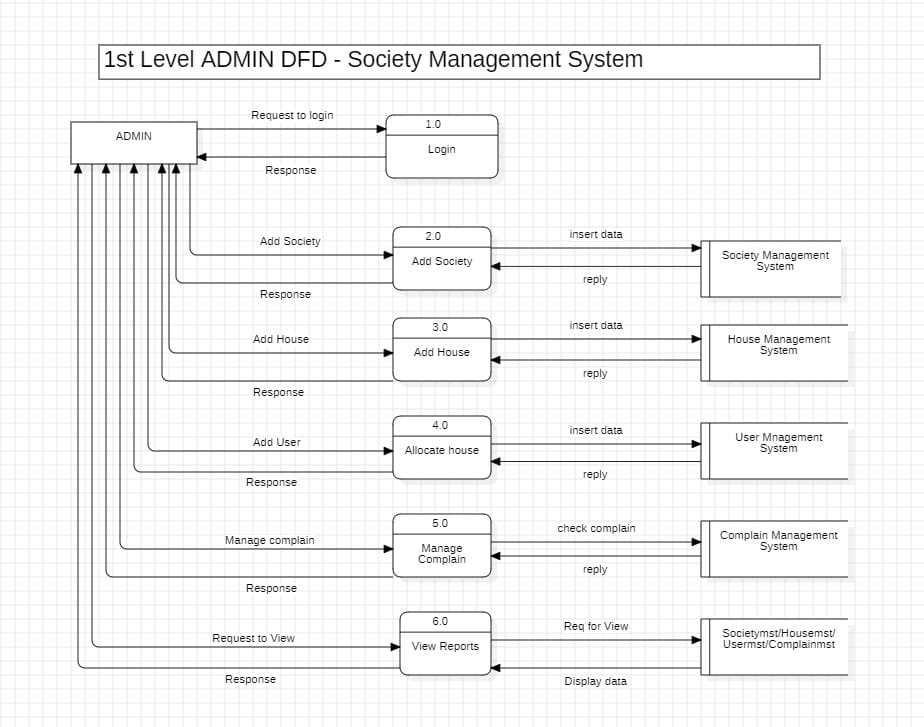 1st Level ADMIN DFD - Society Management System
Request to login
1.0
ADMIN
Login
Response
2.0
insert data
Add Society
Add Society
Society Management
System
reply
Response
3.0
insert data
Add House
House Management
System
Add House
reply
Response
4.0
insert data
Add User
User Mnagement
System
Allocate house
reply
Response
5.0
check complain
Manage complain
Complain Management
System
Manage
Complain
reply
Response
6.0
Req for View
Request to View
Societymst/Housemst/
Usermst/Complainmst
View Reports
Response
Display data